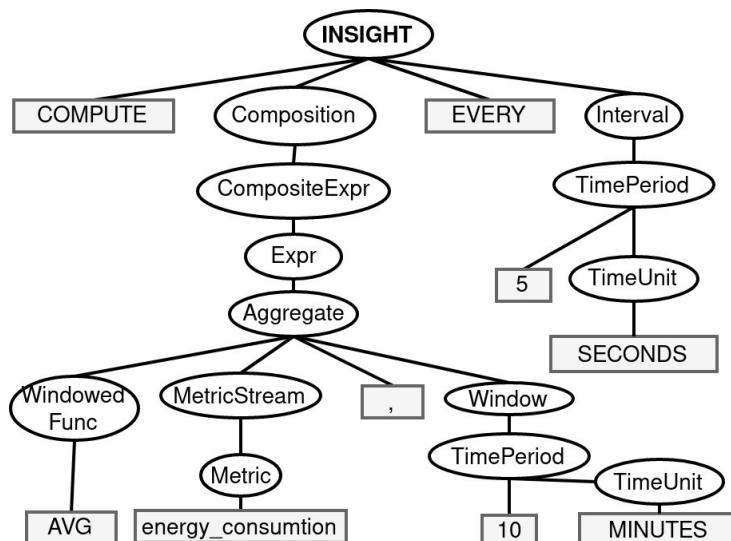 INSIGHT
COMPUTE
Composition
EVERY
Interval
CompositeExpr
TimePeriod
Expr
5
TimeUnit
Aggregate
SECONDS
Windowed
Func
MetricStream
,
Window
Metric
TimePeriod
TimeUnit
AVG
energy_consumtion
10
MINUTES